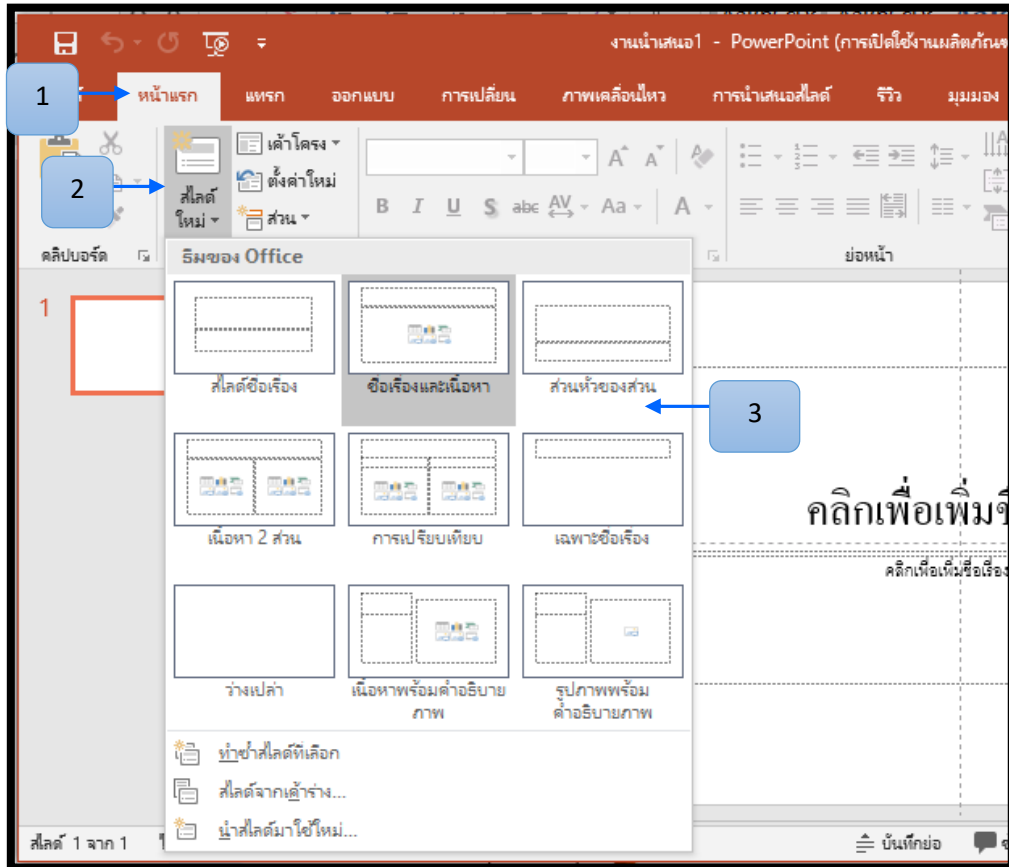 งานนำเสนอ1 - PowerPoint (การเปิดใช้งานผลิตภัณฑ
1
หน้าแรก แทรก ออกแบบ การเปลี่ยน ภาพเคลื่อนไหว การนำเสนอสไลด์ รีวิว มุมมอง
2
สไลด์
ใหม่
เค้าโครง
ตั้งค่าใหม่
ส่วน
B I U S abc AV Aa A
คลิปบอร์ด
ย่อหน้า
ธีมของ Office
1
สไลด์ชื่อเรื่อง ชื่อเรื่องและเนื้อหา ส่วนหัวของส่วน
3
เนื้อหา 2 ส่วน การเปรียบเทียบ เฉพาะชื่อเรื่อง
คลิกเพื่อเพิ่มชื
คลิกเพื่อเพิ่มชื่อเรื่อง
ว่างเปล่า เนื้อหาพร้อมคำอธิบาย รูปภาพพร้อม
ภาพ คำอธิบายภาพ
ทำซ้ำสไลด์ที่เลือก
สไลด์จากเค้าร่าง...
นำสไลด์มาใช้ใหม่...
สไลด์ 1 จาก 1
บันทึกย่อ